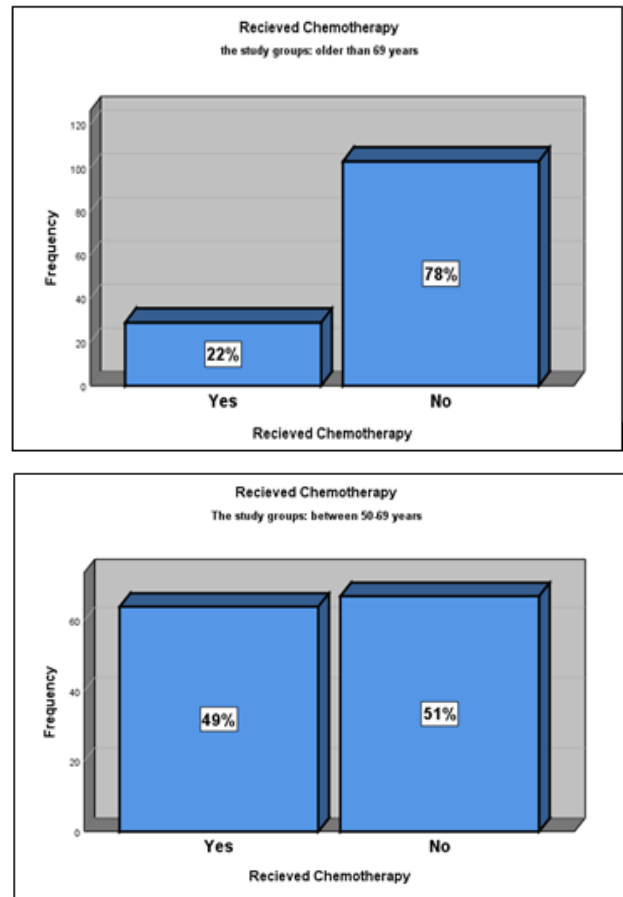 Recieved Chemotherapy
the study groups: older than 69 years
120
100
80
60
40
20
0
Frequency
22%
78%
Yes No
Recieved Chemotherapy
Recieved Chemotherapy
The study groups: between 50-69 years
60
40
20
0
Frequency
49%
51%
Yes No
Recieved Chemotherapy